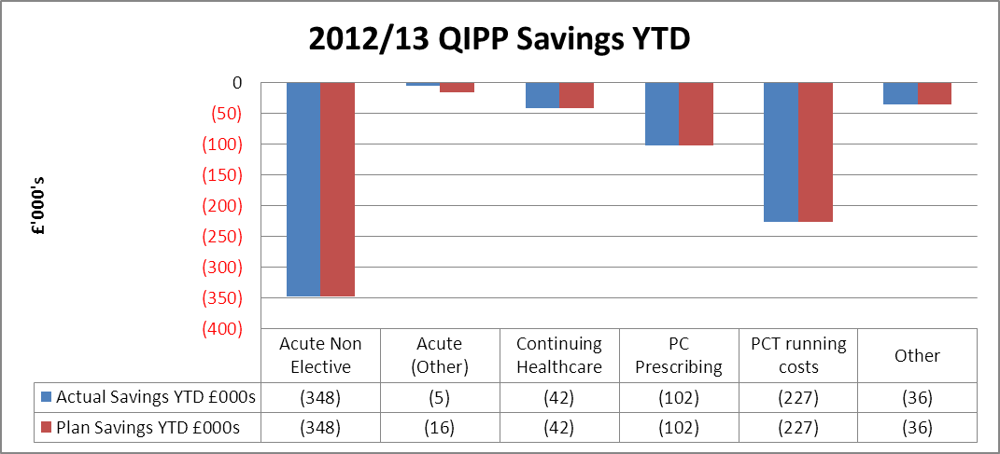 2012/13 QIPP Savings YTD
£'000's
0
(50)
(100)
(150)
(200)
(250)
(300)
(350)
(400)
Acute Non Elective Acute (Other) Continuing Healthcare PC Prescribing PCT running costs Other
Actual Savings YTD £000s (348) (5) (42) (102) (227) (36)
Plan Savings YTD £000s (348) (16) (42) (102) (227) (36)